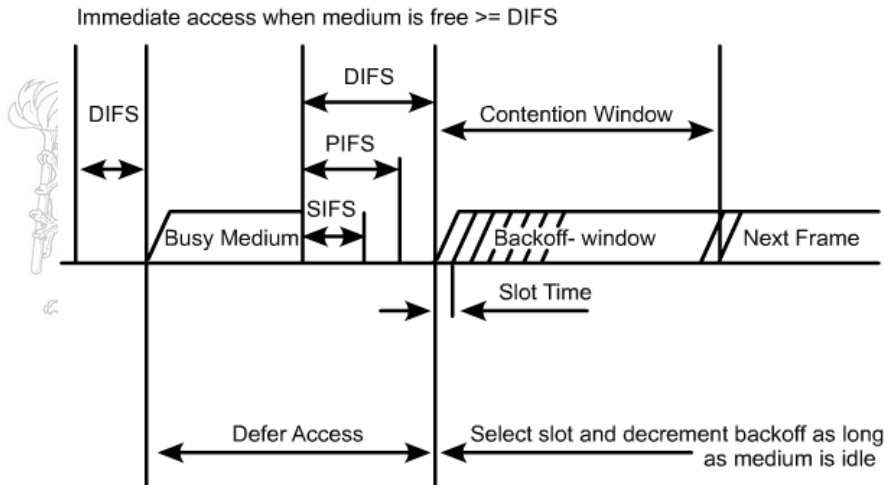 Immediate access when medium is free >= DIFS
DIFS
DIFS
Contention Window
PIFS
SIFS
Busy Medium
Backoff- window
Next Frame
Slot Time
Defer Access
Select slot and decrement backoff as long
as medium is idle